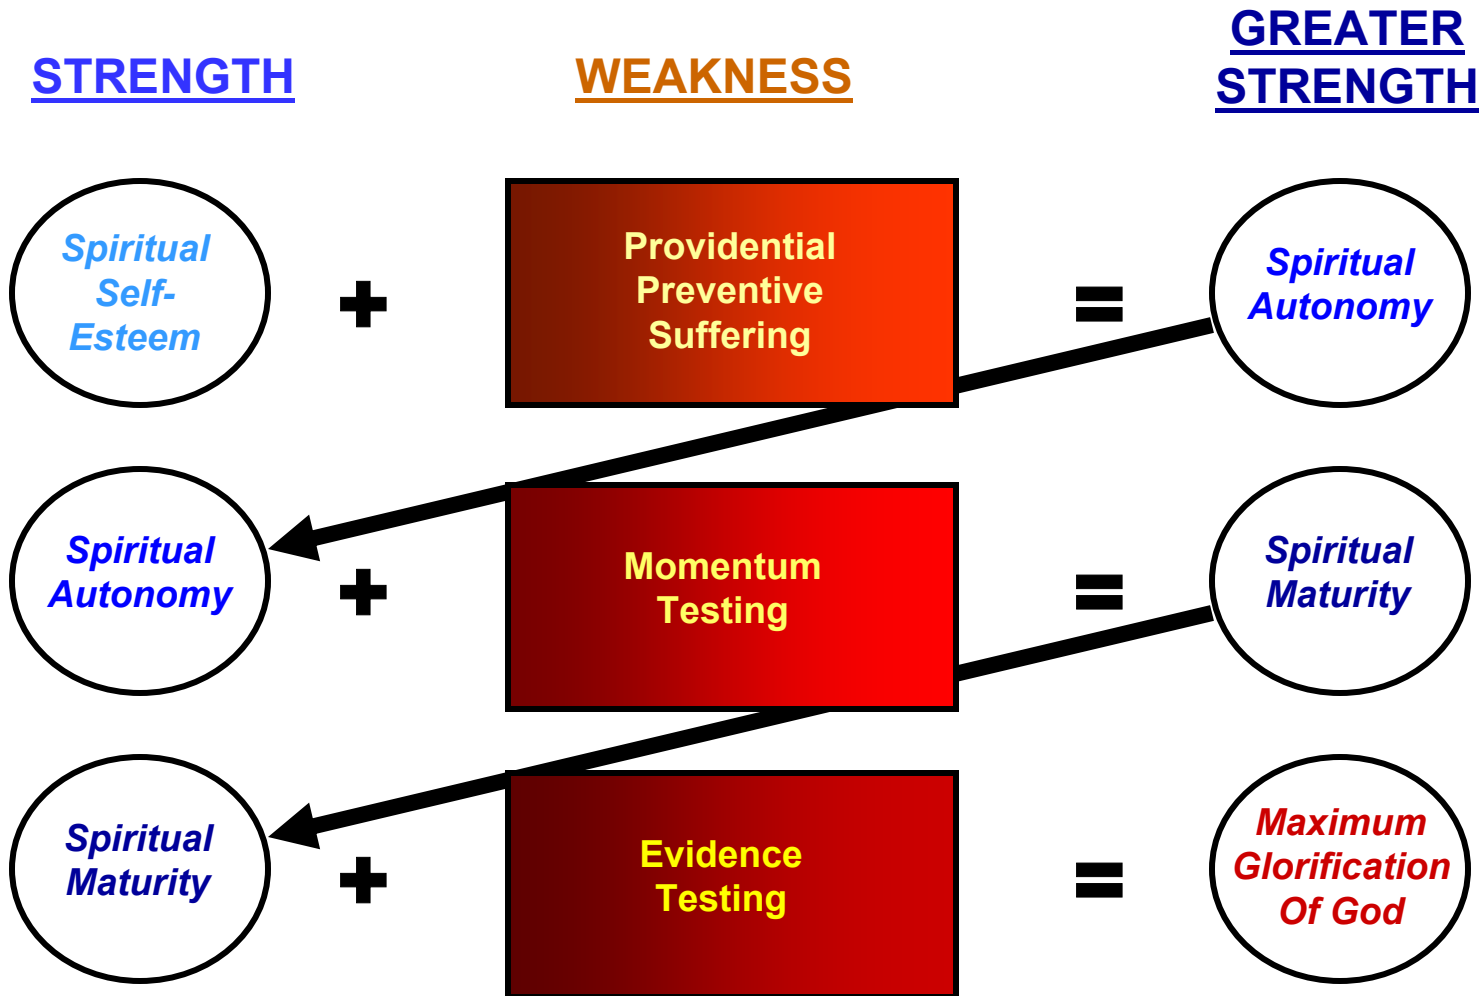 STRENGTH
WEAKNESS
GREATER
STRENGTH
Spiritual
Self-
Esteem
+
Providential
Preventive
Suffering
=
Spiritual
Autonomy
Spiritual
Autonomy
+
Momentum
Testing
=
Spiritual
Maturity
Spiritual
Maturity
+
Evidence
Testing
=
Maximum
Glorification
Of God